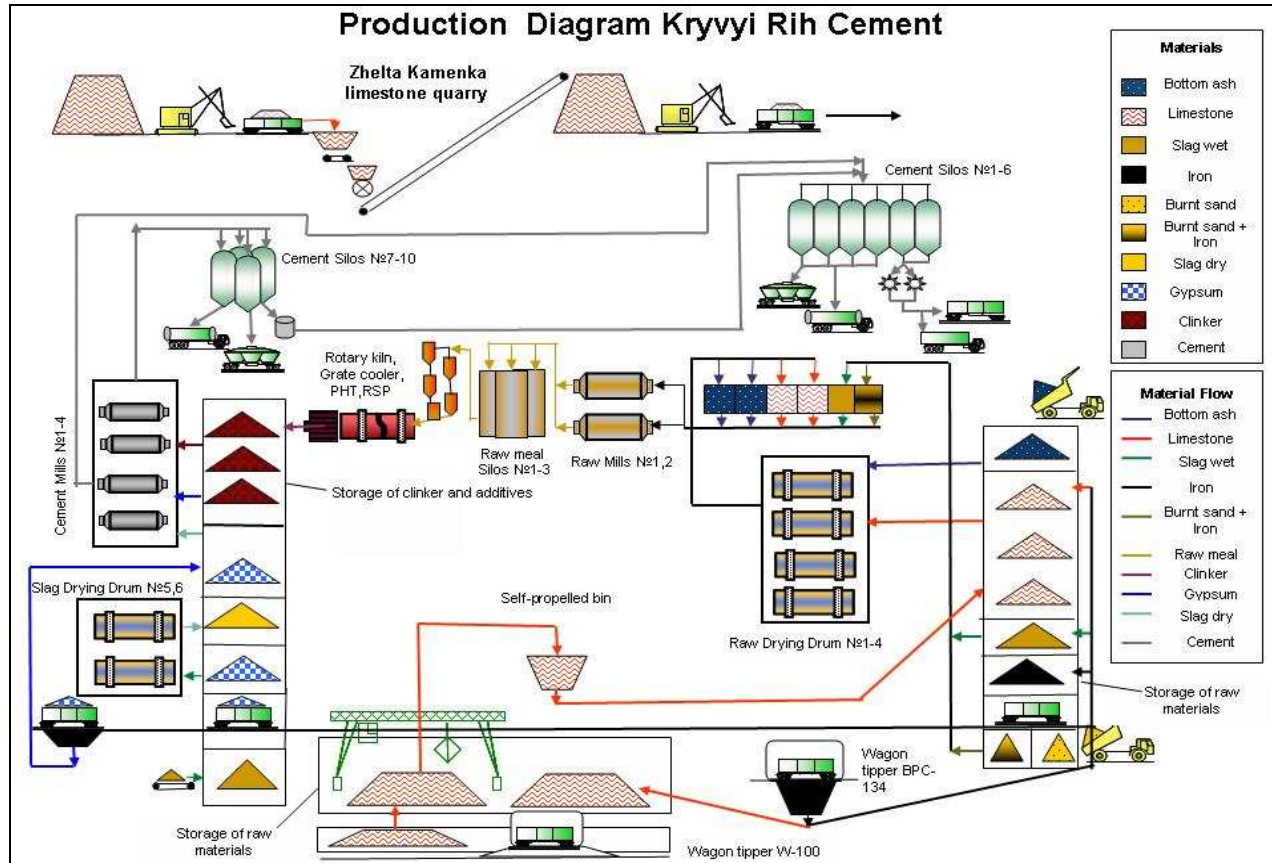 Production Diagram Kryvyi Rih Cement
Zhelta Kamenka
limestone quarry
Materials
Bottom ash
Limestone
Slag wet
Iron
Burnt sand
Burnt sand +
Iron
Slag dry
Gypsum
Clinker
Cement
Cement Silos №1-6
Cement Silos №7-10
Rotary kiln,
Grate cooler,
PHT,RSP
Raw meal
Silos №1-3
Raw Mills №1,2
Material Flow
Bottom ash
Limestone
Slag wet
Iron
Burnt sand +
Iron
Raw meal
Clinker
Gypsum
Slag dry
Cement
Cement Mills №1-4
Storage of clinker and additives
Slag Drying Drum №5,6
Self-propelled bin
Raw Drying Drum №1-4
Storage of raw
materials
Wagon
tipper BPC-
134
Storage of raw
materials
Wagon tipper W-100